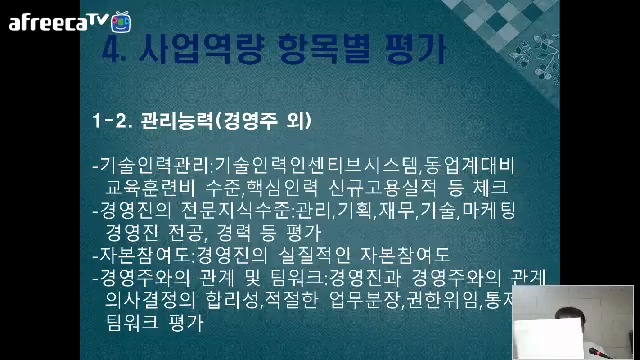 afreecaTV
4. 사업역량 항목별 평가
1-2. 관리능력(경영주 외)
-기술인력관리:기술인력인센티브시스템,동업계대비
교육훈련비 수준,핵심인력 신규고용실적 등 체크
-경영진의 전문지식수준:관리,기획,재무,기술,마케팅
경영진 전공, 경력 등 평가
-자본참여도:경영진의 실질적인 자본참여도
-경영주와의 관계 및 팀워크:경영진과 경영주와의 관계
의사결정의 합리성,적절한 업무분장,권한위임,통제
팀워크 평가